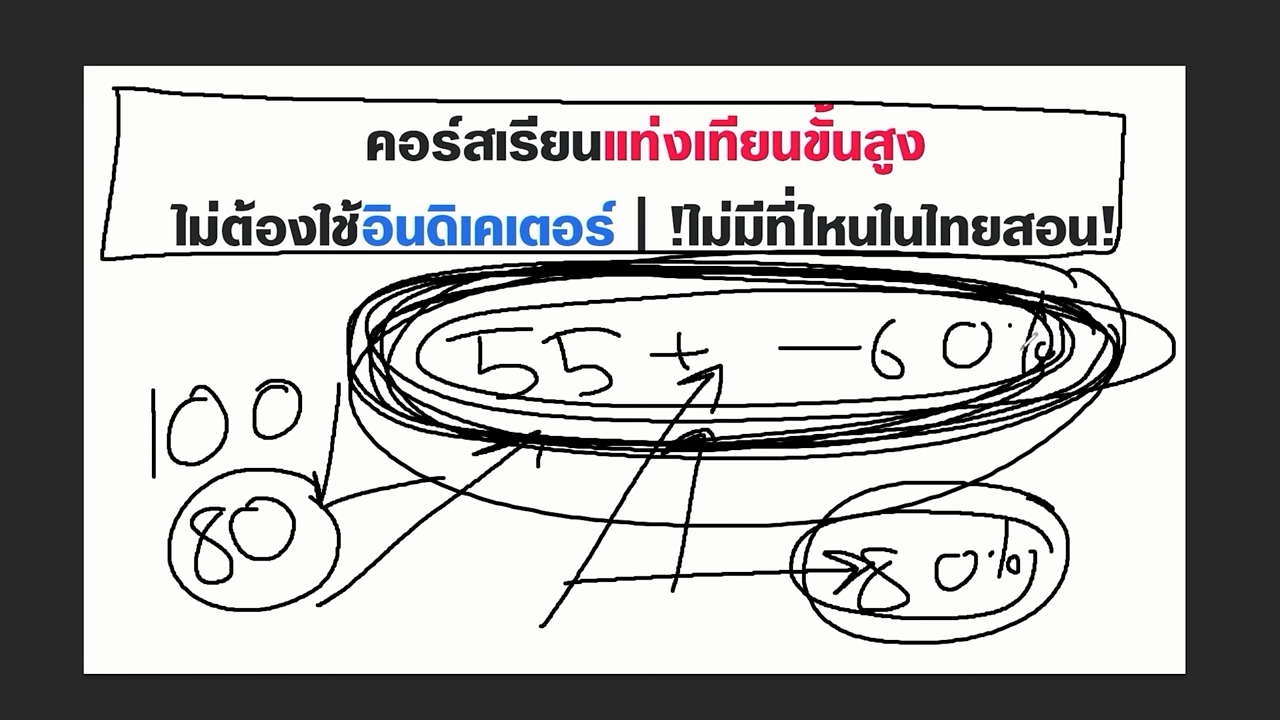 คอร์สเรียนแท่งเทียนขั้นสูง
ไม่ต้องใช้อินดิเคเตอร์ | !ไม่มีที่ไหนในไทยสอน!
55+ — 60%
100
80
80%